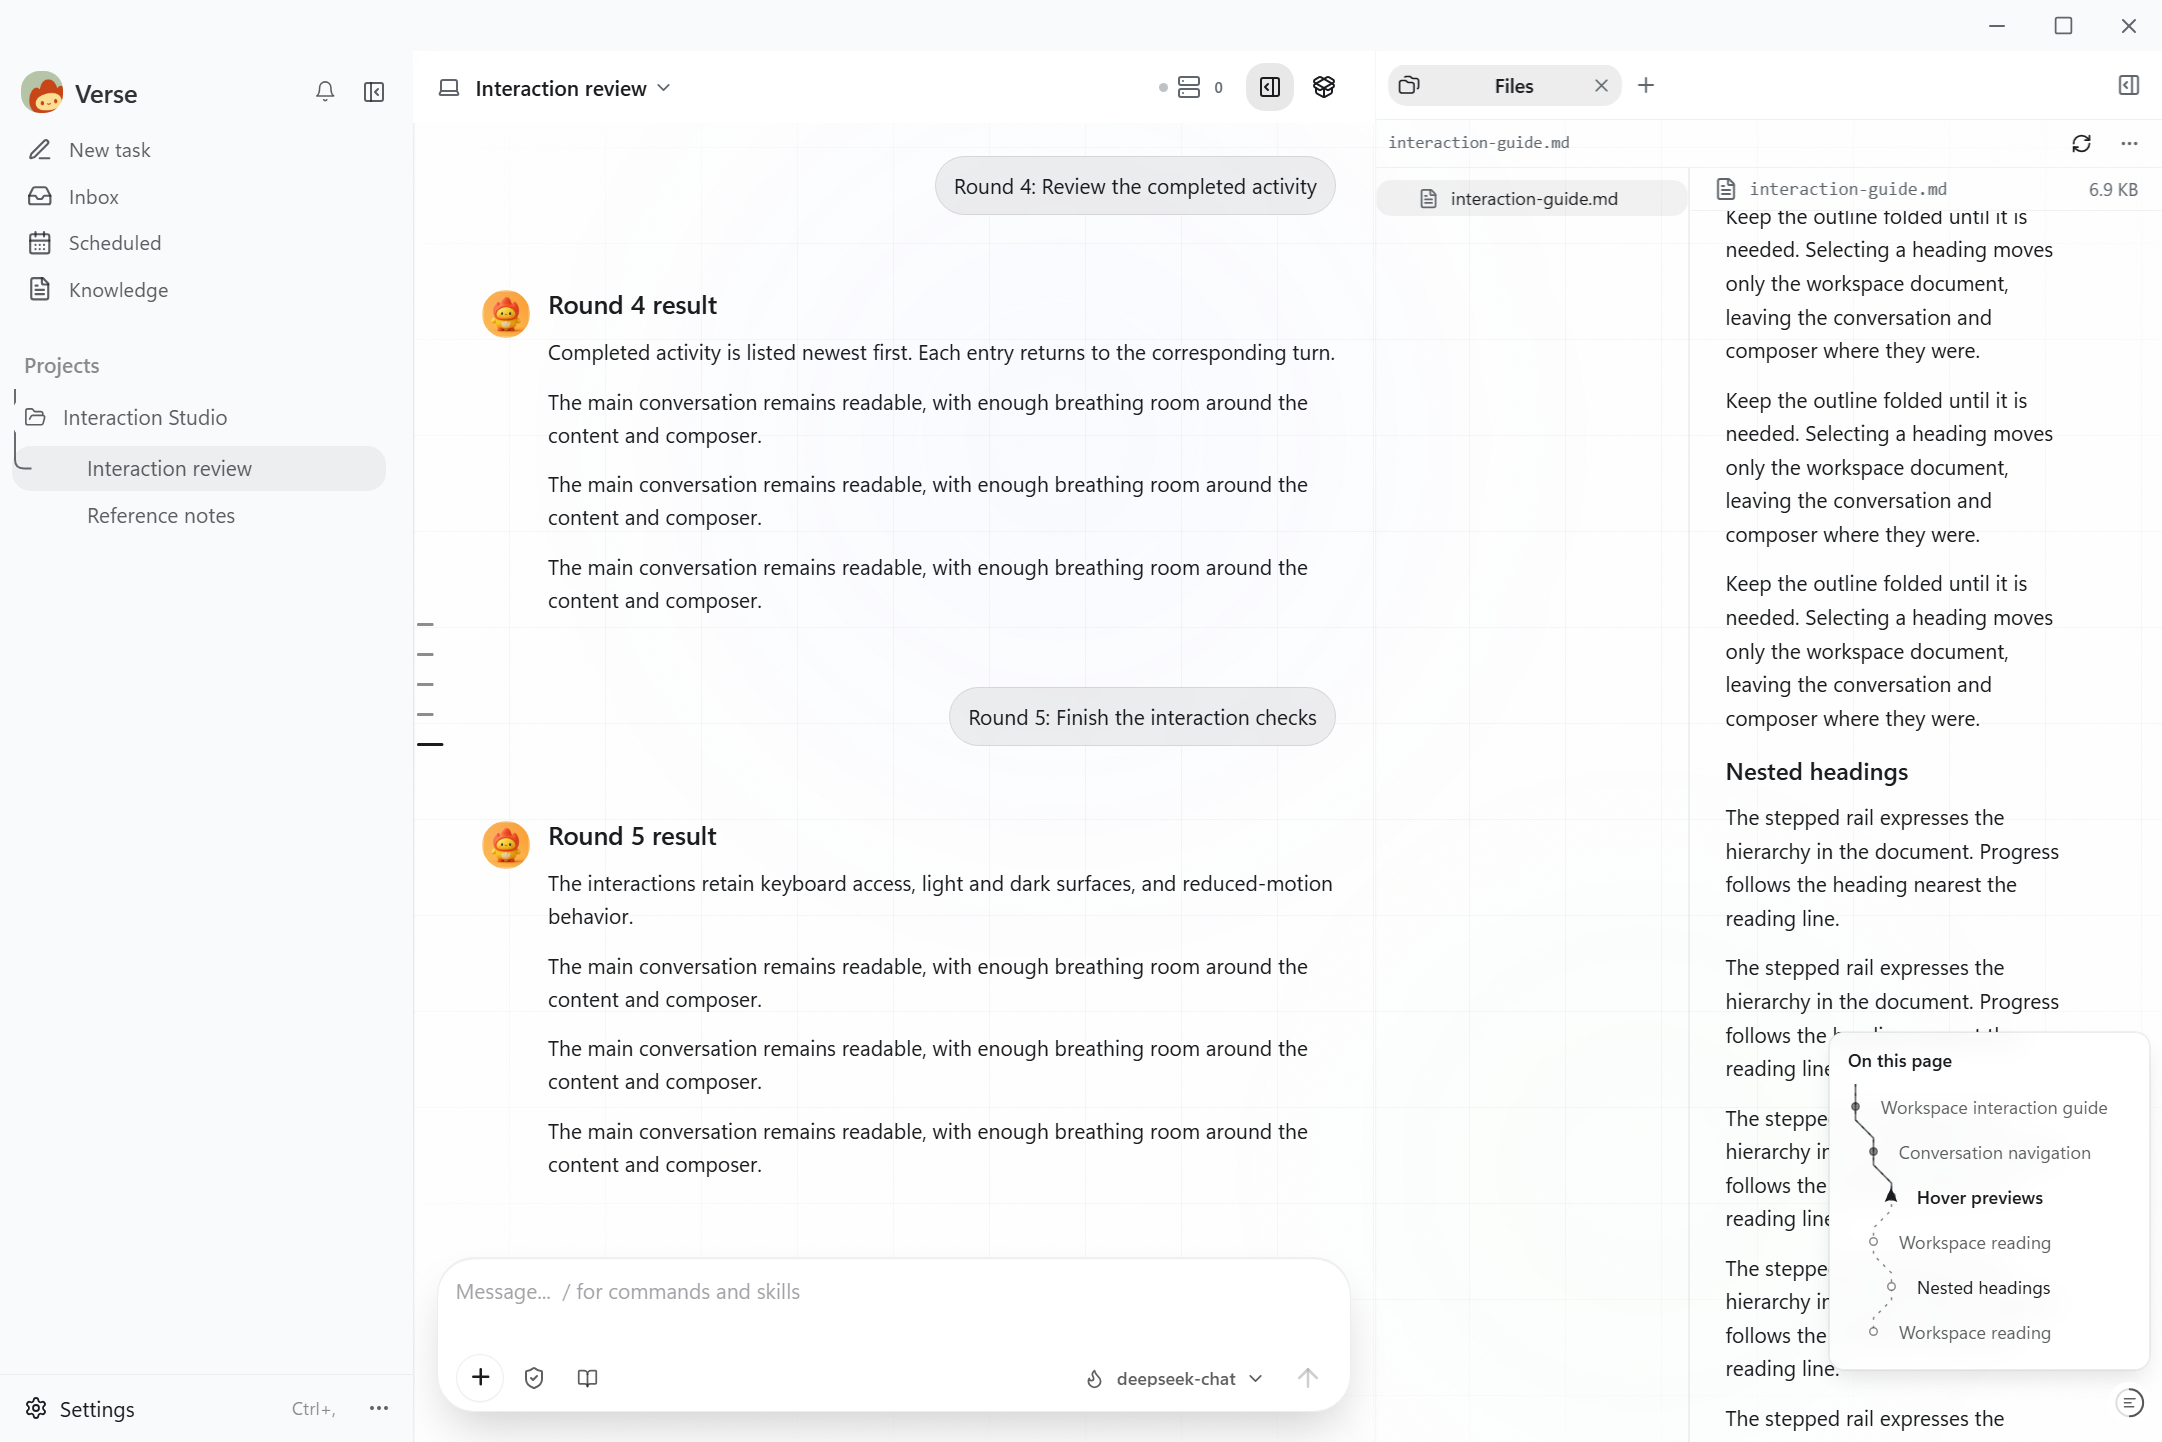 Verse
New task
Inbox
Scheduled
Knowledge
Projects
Interaction Studio
Interaction review
Reference notes
Settings
Ctrl+,
Interaction review
0
Round 4: Review the completed activity
Round 4 result
Completed activity is listed newest first. Each entry returns to the corresponding turn.
The main conversation remains readable, with enough breathing room around the
content and composer.
The main conversation remains readable, with enough breathing room around the
content and composer.
The main conversation remains readable, with enough breathing room around the
content and composer.
Round 5: Finish the interaction checks
Round 5 result
The interactions retain keyboard access, light and dark surfaces, and reduced-motion
behavior.
The main conversation remains readable, with enough breathing room around the
content and composer.
The main conversation remains readable, with enough breathing room around the
content and composer.
The main conversation remains readable, with enough breathing room around the
content and composer.
Message... / for commands and skills
deepseek-chat
Files
interaction-guide.md
interaction-guide.md
interaction-guide.md
6.9 KB
Keep the outline folded until it is
needed. Selecting a heading moves
only the workspace document,
leaving the conversation and
composer where they were.
Keep the outline folded until it is
needed. Selecting a heading moves
only the workspace document,
leaving the conversation and
composer where they were.
Keep the outline folded until it is
needed. Selecting a heading moves
only the workspace document,
leaving the conversation and
composer where they were.
Nested headings
The stepped rail expresses the
hierarchy in the document. Progress
follows the heading nearest the
reading line.
The stepped rail expresses the
hierarchy in the document. Progress
follows the
reading line
The steppe
hierarchy in
follows the
reading line
The steppe
hierarchy in
follows the
reading line.
The stepped rail expresses the
On this page
Workspace interaction guide
Conversation navigation
Hover previews
Workspace reading
Nested headings
Workspace reading